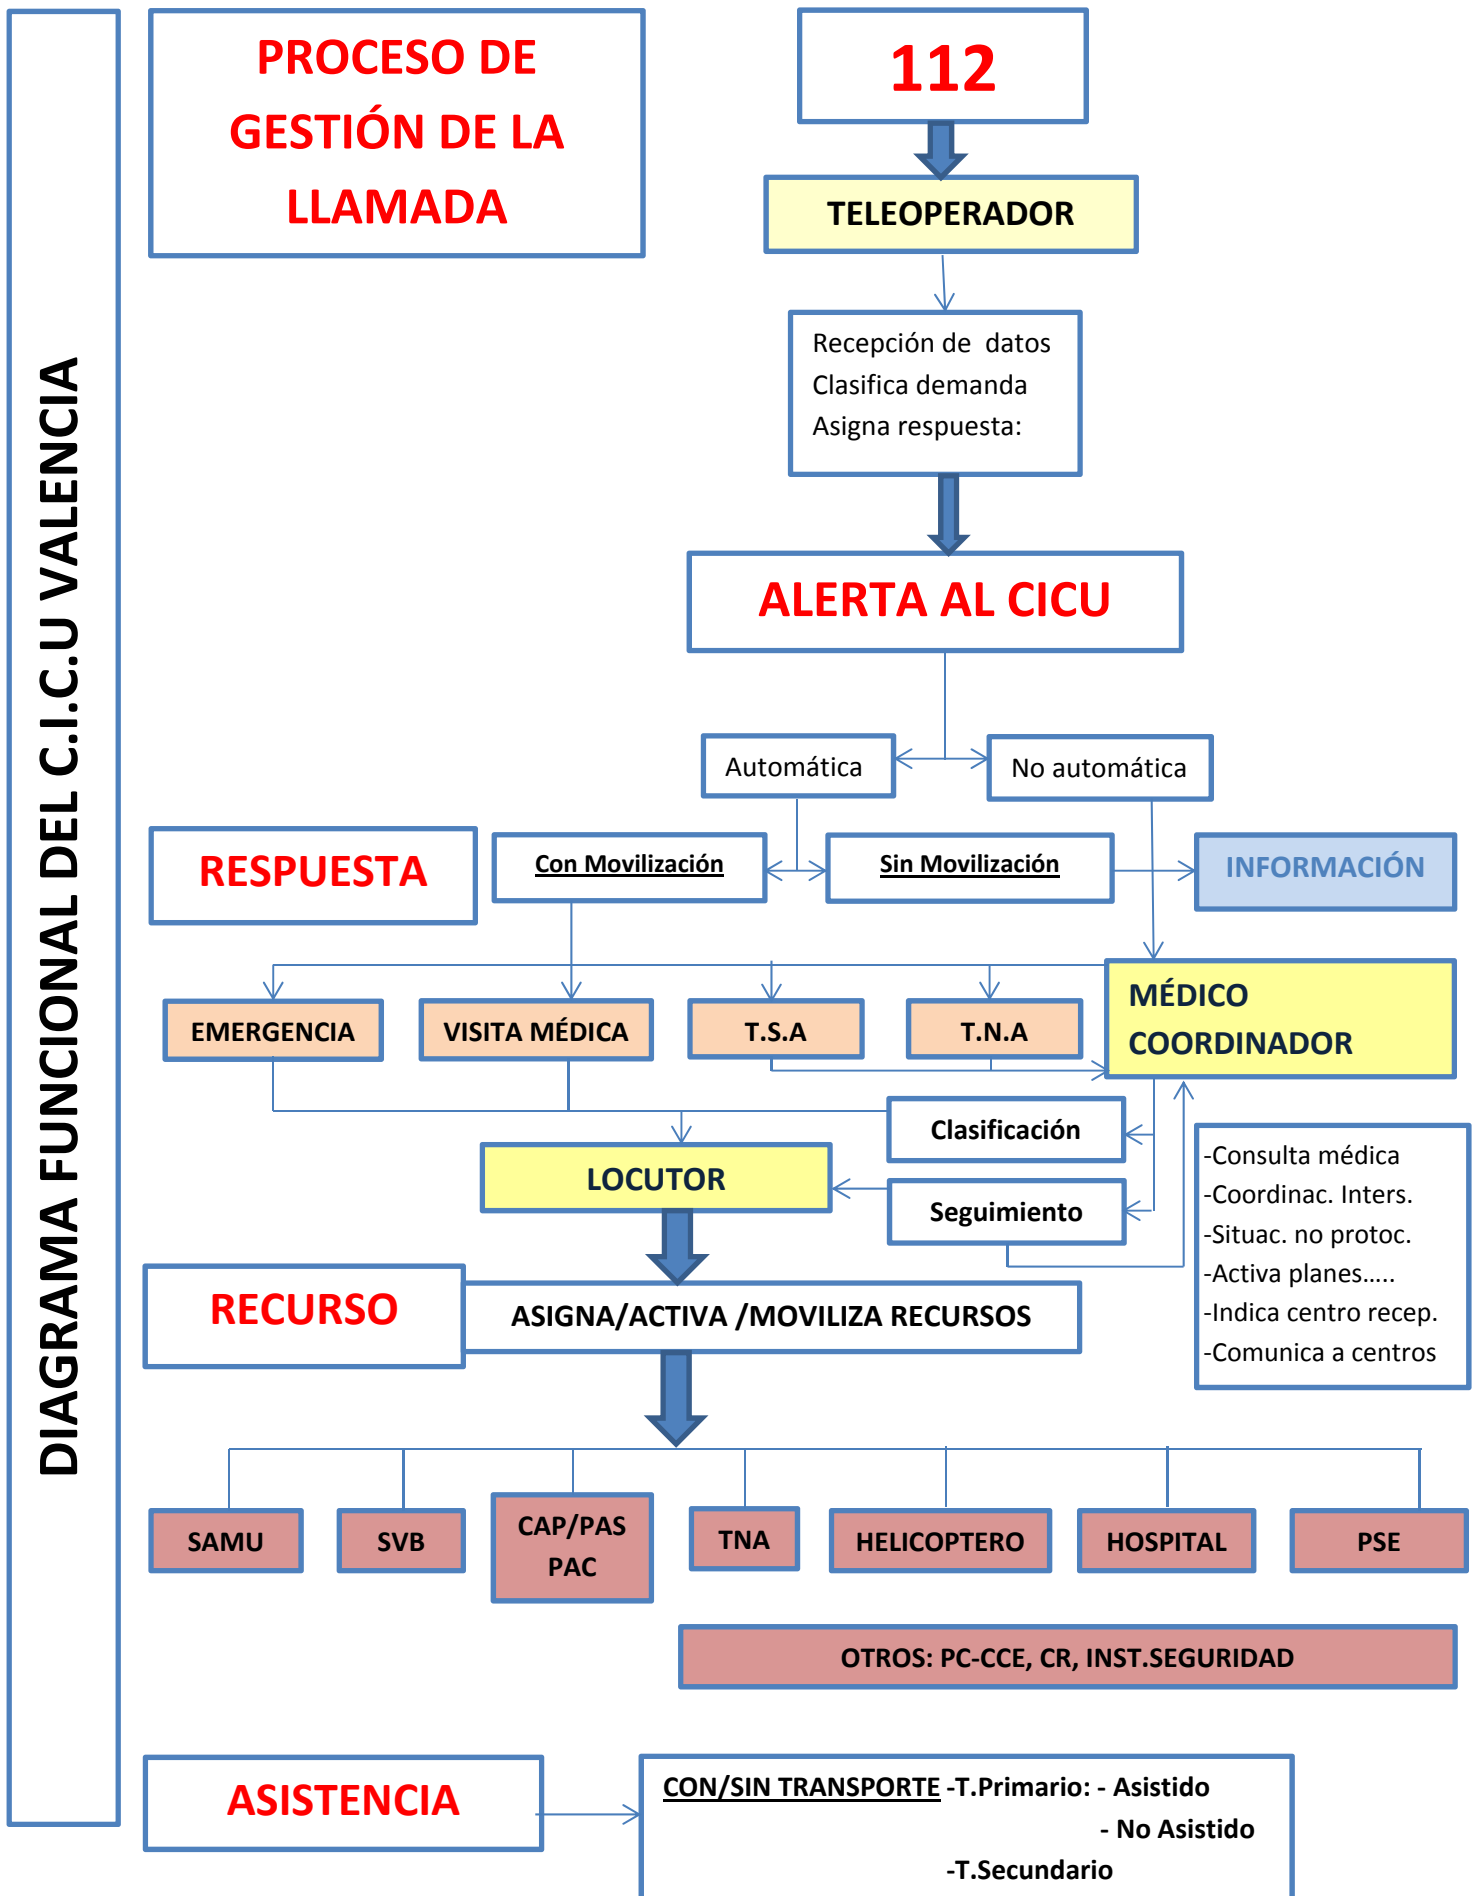 DIAGRAMA FUNCIONAL DEL C.I.C.U VALENCIA
PROCESO DE
GESTIÓN DE LA
LLAMADA
112
TELEOPERADOR
Recepción de datos
Clasifica demanda
Asigna respuesta:
ALERTA AL CICU
Automática
No automática
RESPUESTA
Con Movilización
Sin Movilización
INFORMACIÓN
EMERGENCIA
VISITA MÉDICA
T.S.A
T.N.A
MÉDICO
COORDINADOR
Clasificación
LOCUTOR
Seguimiento
-Consulta médica
-Coordinac. Inters.
-Situac. no protoc.
-Activa planes…..
-Indica centro recep.
-Comunica a centros
RECURSO
ASIGNA/ACTIVA /MOVILIZA RECURSOS
SAMU
SVB
CAP/PAS
PAC
TNA
HELICOPTERO
HOSPITAL
PSE
OTROS: PC-CCE, CR, INST.SEGURIDAD
ASISTENCIA
CON/SIN TRANSPORTE -T.Primario: - Asistido
- No Asistido
-T.Secundario